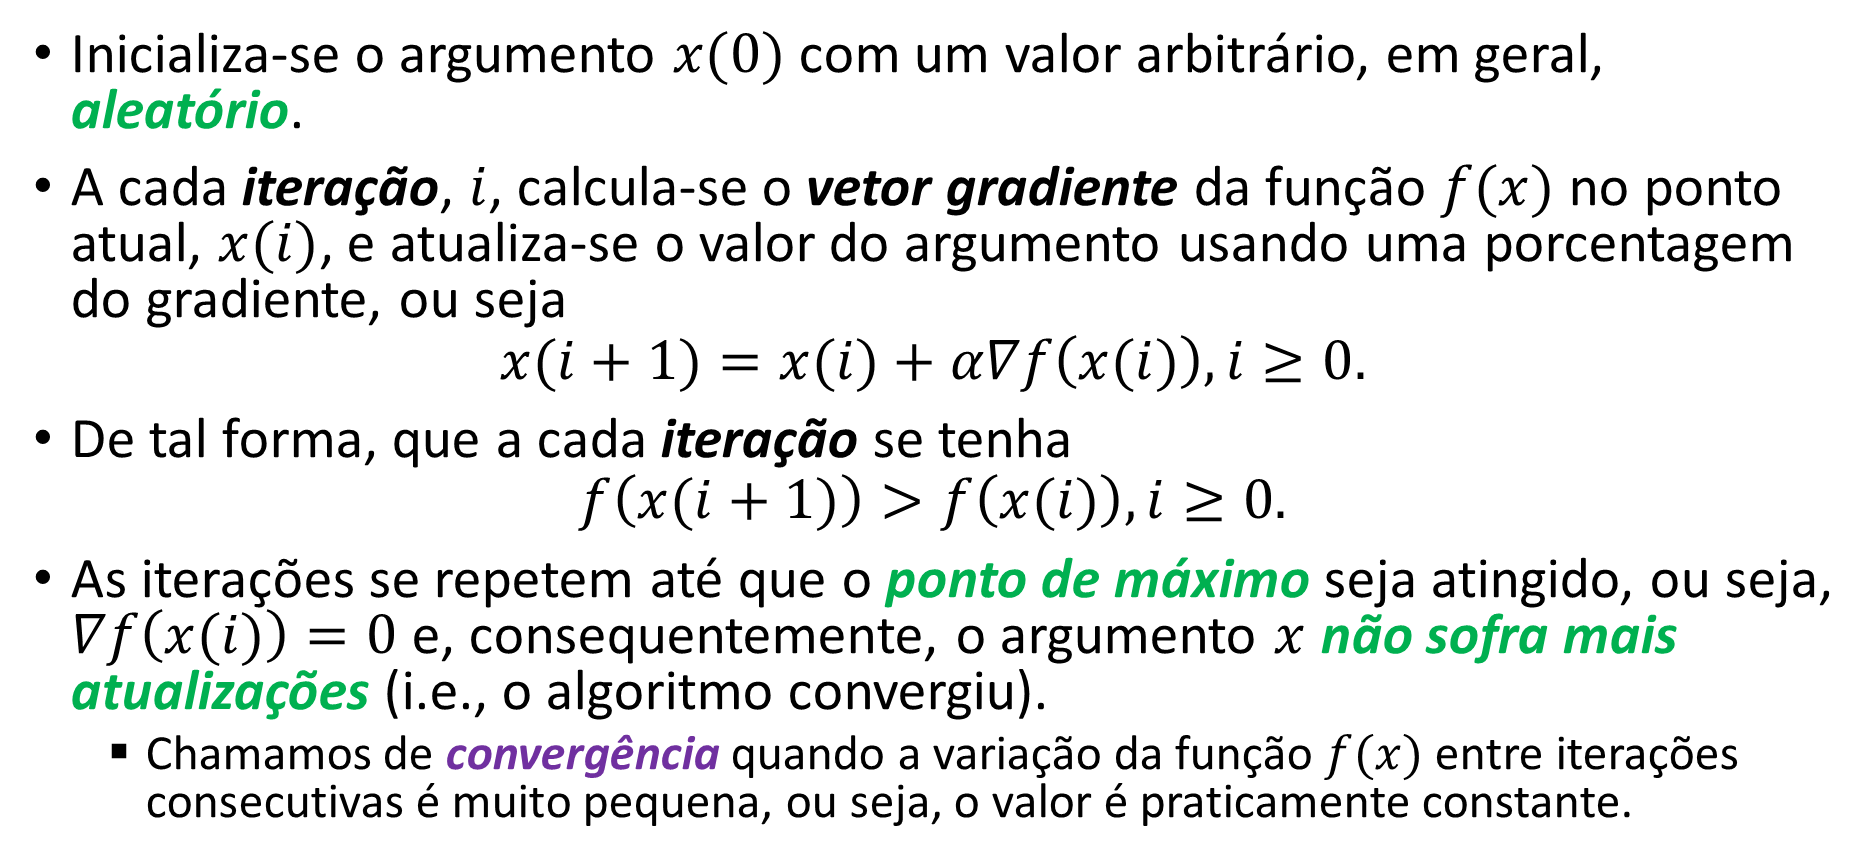 • Inicializa-se o argumento x(0) com um valor arbitrário, em geral,
aleatório.
• A cada iteração, i, calcula-se o vetor gradiente da função f(x) no ponto
atual, x(i), e atualiza-se o valor do argumento usando uma porcentagem
do gradiente, ou seja
x(i + 1) = x(i) + α∇f(x(i)), i ≥ 0.
• De tal forma, que a cada iteração se tenha
f(x(i + 1)) > f(x(i)), i ≥ 0.
• As iterações se repetem até que o ponto de máximo seja atingido, ou seja,
∇f(x(i)) = 0 e, consequentemente, o argumento x não sofra mais
atualizações (i.e., o algoritmo convergiu).
▪ Chamamos de convergência quando a variação da função f(x) entre iterações
consecutivas é muito pequena, ou seja, o valor é praticamente constante.